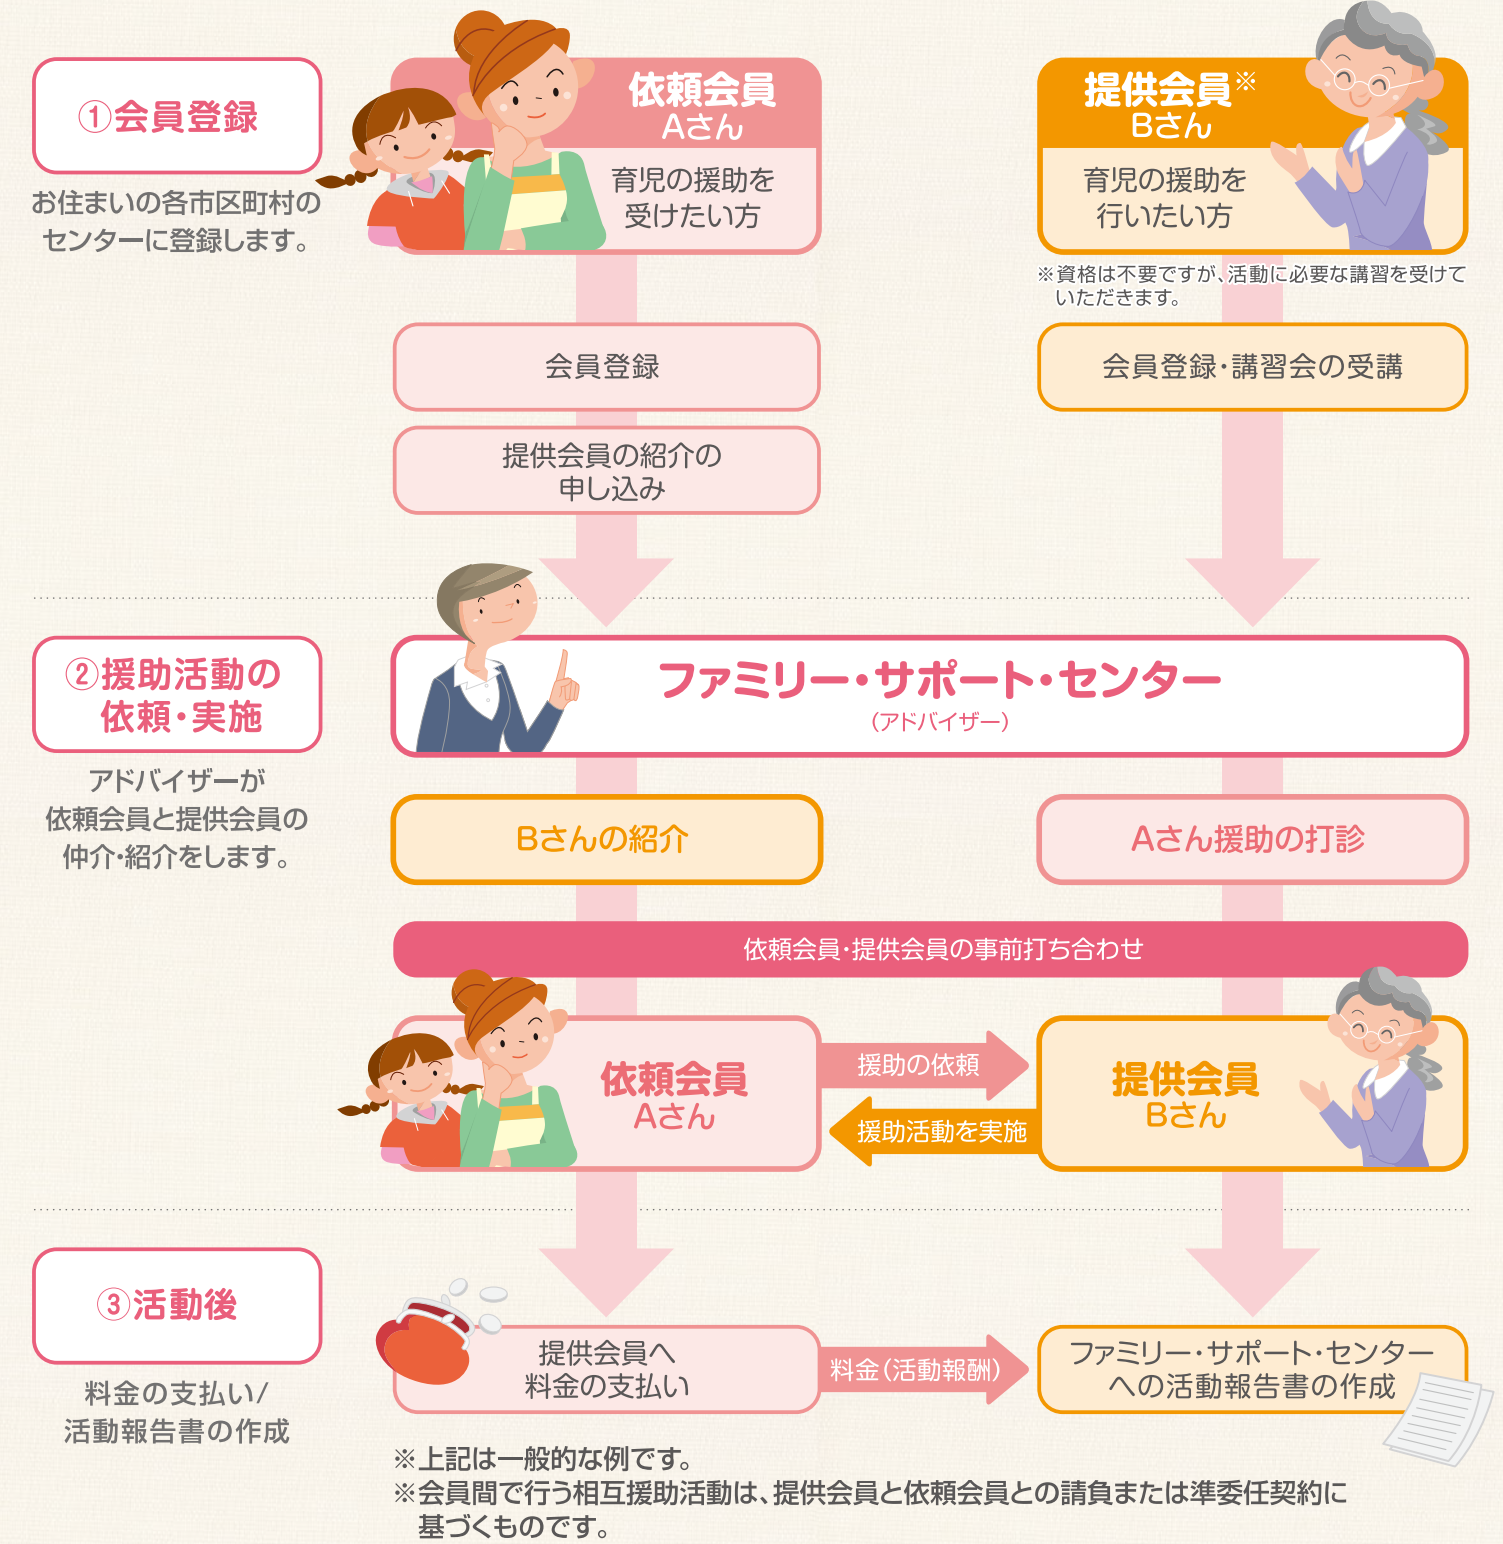 ①会員登録
お住まいの各市区町村の
センターに登録します。
依頼会員
Aさん
育児の援助を
受けたい方
提供会員※
Bさん
育児の援助を
行いたい方
※資格は不要ですが、活動に必要な講習を受けて
いただきます。
会員登録
会員登録・講習会の受講
提供会員の紹介の
申し込み
②援助活動の
依頼・実施
アドバイザーが
依頼会員と提供会員の
仲介・紹介をします。
ファミリー・サポート・センター
（アドバイザー）
Bさんの紹介
Aさん援助の打診
依頼会員・提供会員の事前打ち合わせ
依頼会員
Aさん
援助の依頼
援助活動を実施
提供会員
Bさん
③活動後
料金の支払い/
活動報告書の作成
提供会員へ
料金の支払い
料金（活動報酬）
ファミリー・サポート・センター
への活動報告書の作成
※上記は一般的な例です。
※会員間で行う相互援助活動は、提供会員と依頼会員との請負または準委任契約に
基づくものです。